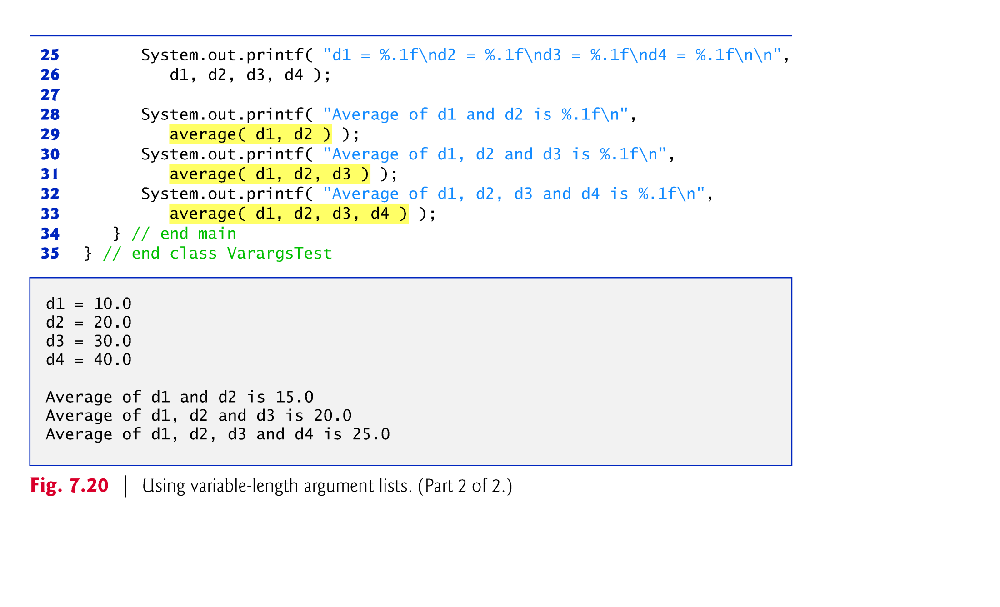 25 System.out.printf( "d1 = %.1f\nd2 = %.1f\nd3 = %.1f\nd4 = %.1f\n\n",
26 d1, d2, d3, d4 );
27
28 System.out.printf( "Average of d1 and d2 is %.1f\n",
29 average( d1, d2 ) );
30 System.out.printf( "Average of d1, d2 and d3 is %.1f\n",
31 average( d1, d2, d3 ) );
32 System.out.printf( "Average of d1, d2, d3 and d4 is %.1f\n",
33 average( d1, d2, d3, d4 ) );
34 } // end main
35 } // end class VarargsTest
d1 = 10.0
d2 = 20.0
d3 = 30.0
d4 = 40.0
Average of d1 and d2 is 15.0
Average of d1, d2 and d3 is 20.0
Average of d1, d2, d3 and d4 is 25.0
Fig. 7.20 | Using variable-length argument lists. (Part 2 of 2.)